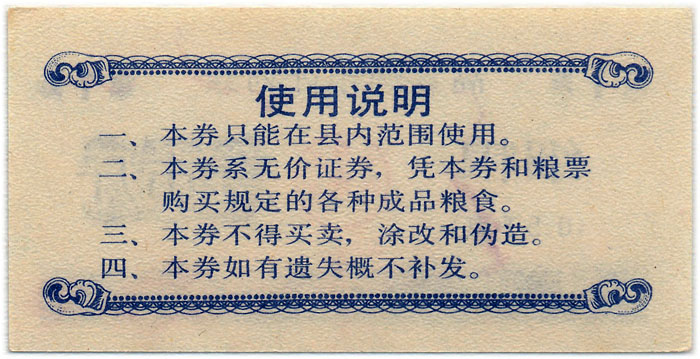 使用说明
一、本券只能在县内范围使用。
二、本券系无价证券，凭本券和粮票
购买规定的各种成品粮食。
三、本券不得买卖，涂改和伪造。
四、本券如有遗失概不补发。